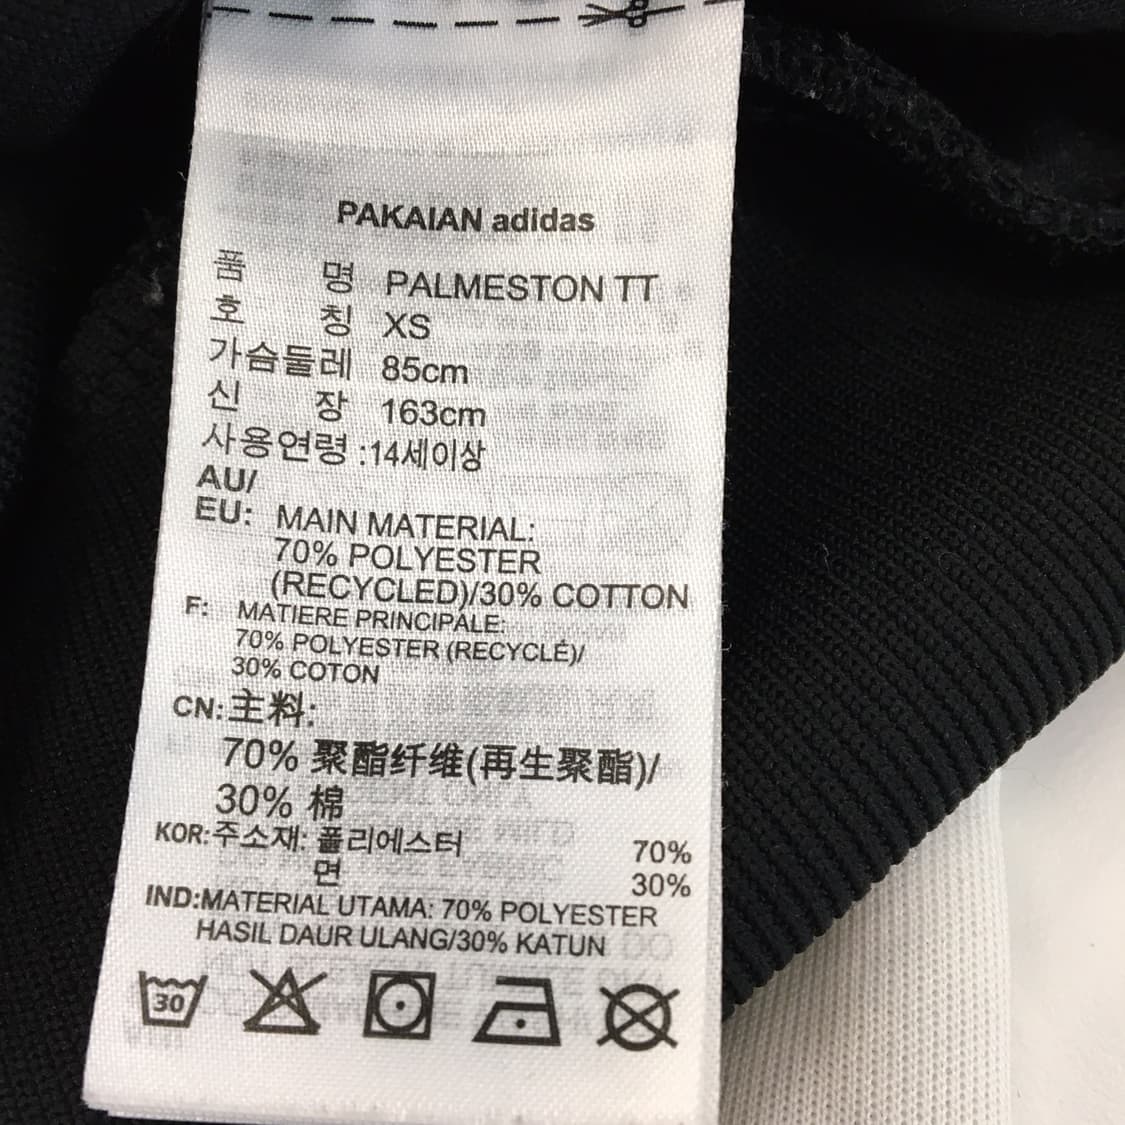 PAKAIAN adidas
품 명 PALMESTON TT
호 칭 XS
가슴둘레 85cm
신 장 163cm
사용연령 :14세이상
AU/
EU: MAIN MATERIAL:
70% POLYESTER
(RECYCLED)/30% COTTON
F: MATIERE PRINCIPALE:
70% POLYESTER (RECYCLÉ)/
30% COTON
CN:主料:
70% 聚酯纤维(再生聚酯)/
30% 棉
KOR:주소재: 폴리에스터 70%
면 30%
IND:MATERIAL UTAMA: 70% POLYESTER
HASIL DAUR ULANG/30% KATUN
30